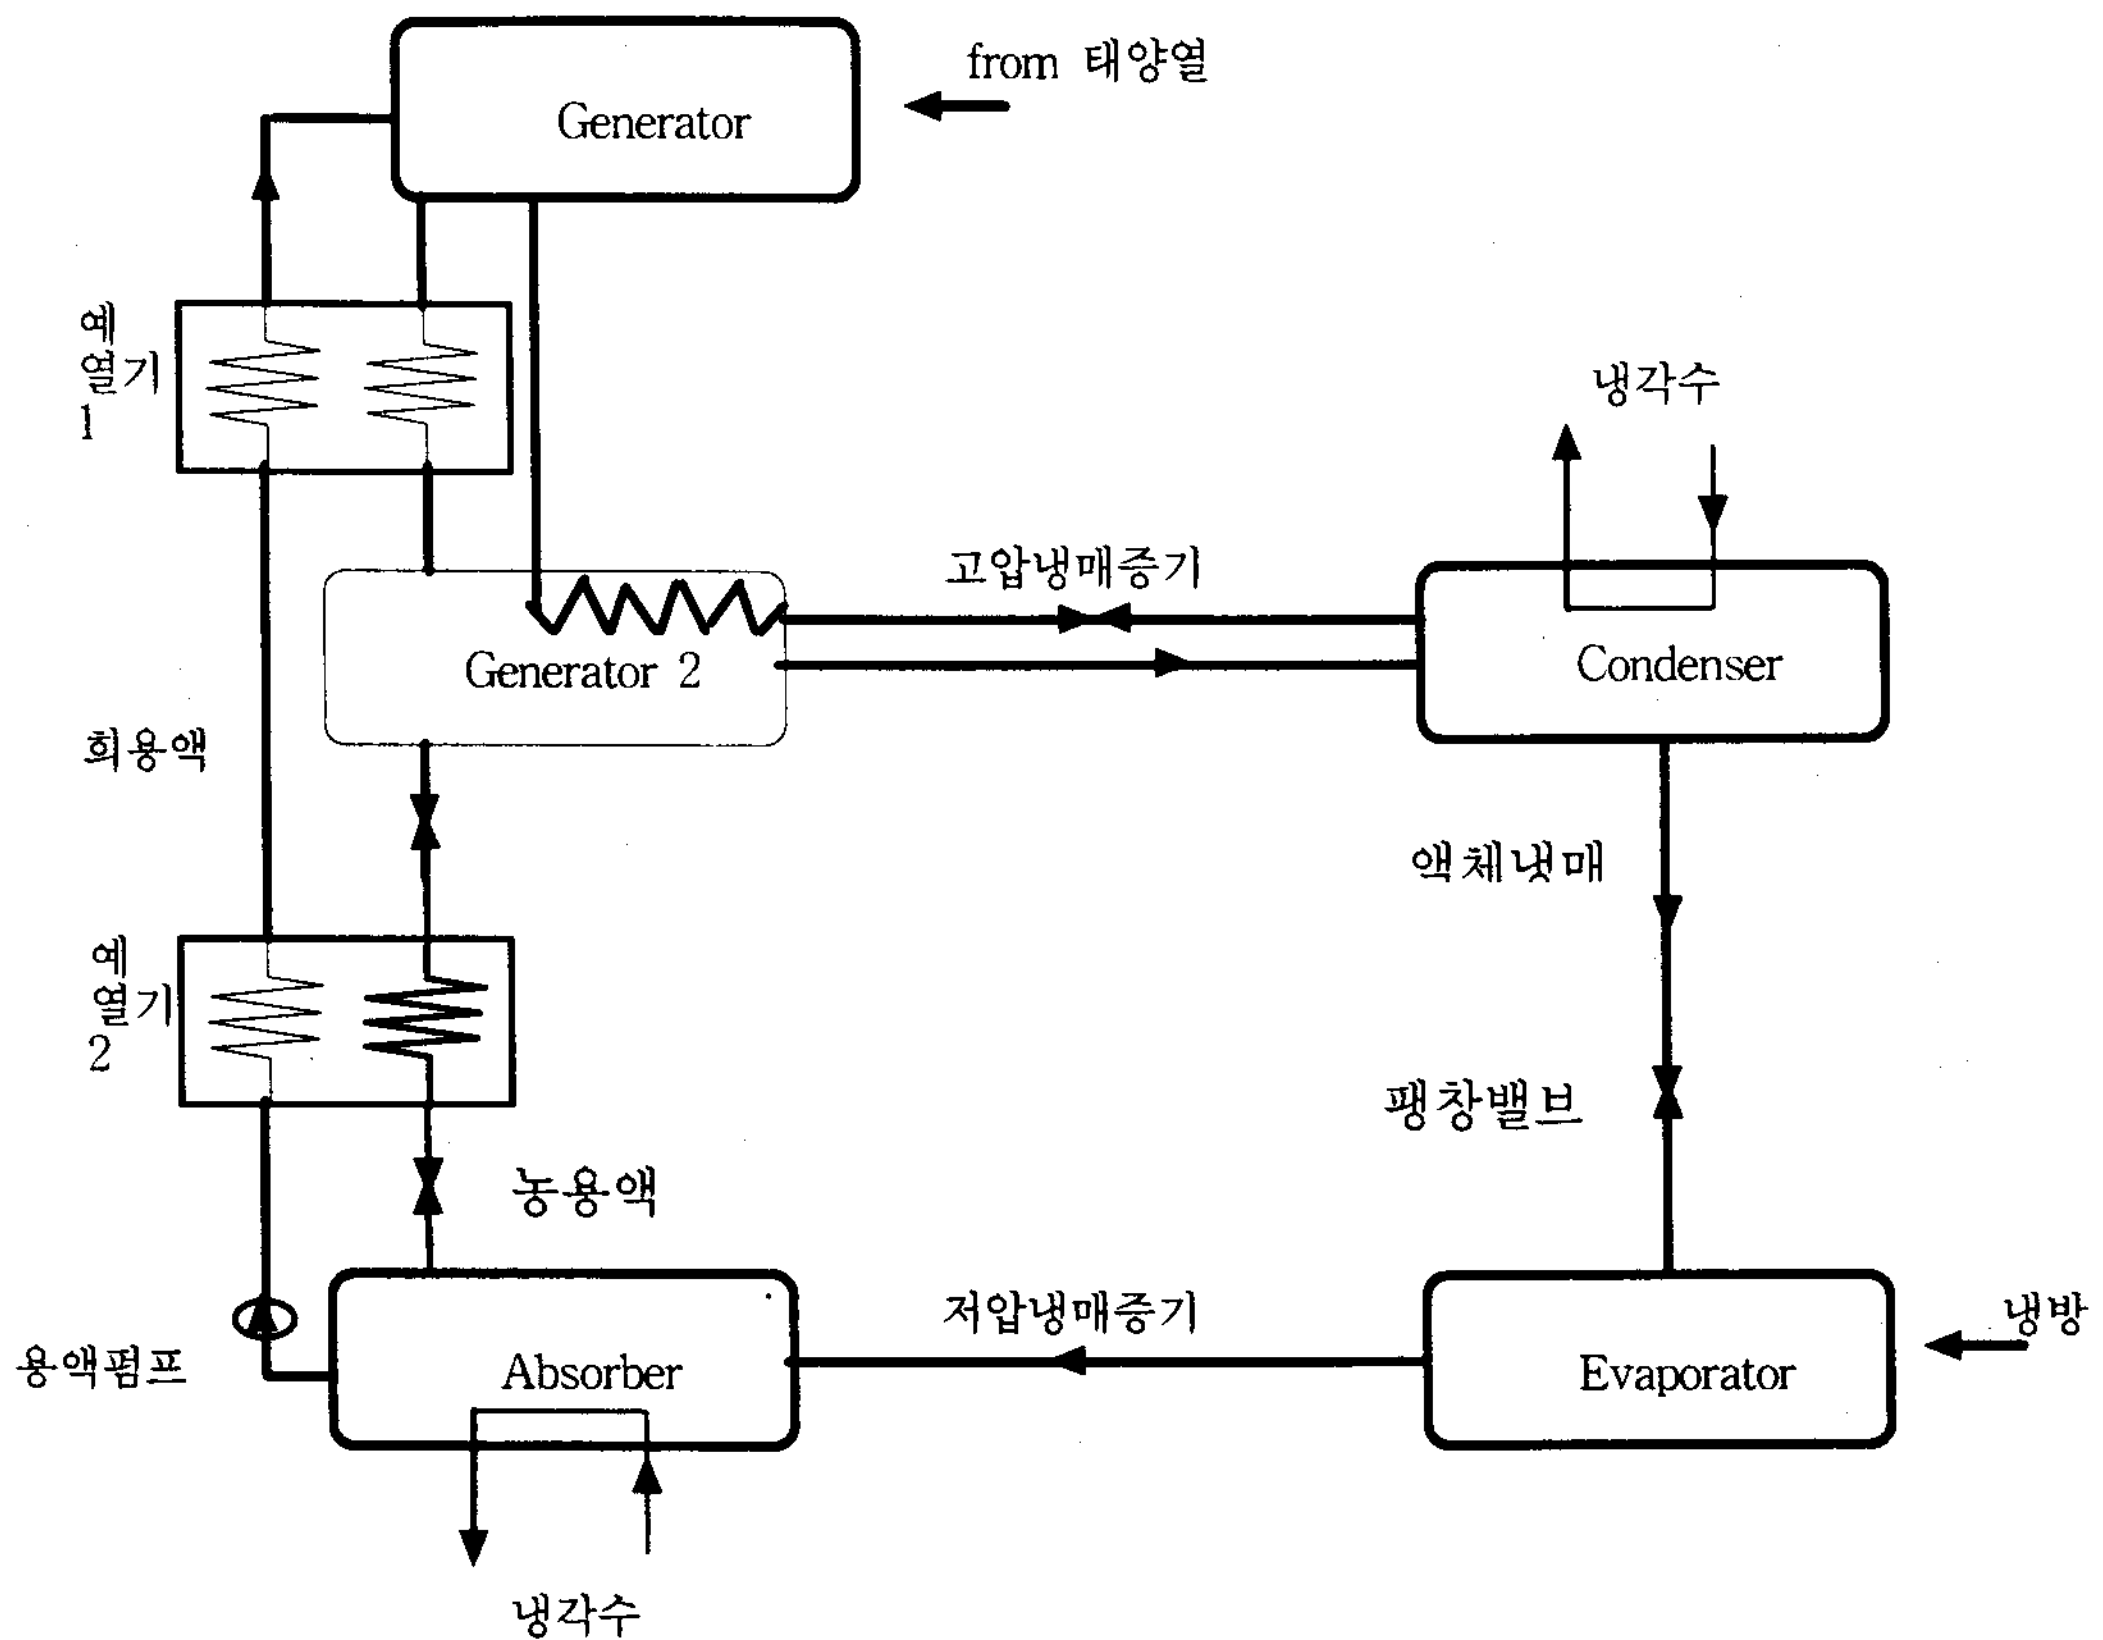 from 태양열
Generator
예
열기
1
냉각수
고압냉매증기
Generator 2
Condenser
희용액
액체냇매
예
열기
2
팽창밸브
농용액
저압냉매증기
냉방
용액펌프
Absorber
Evaporator
냉각수